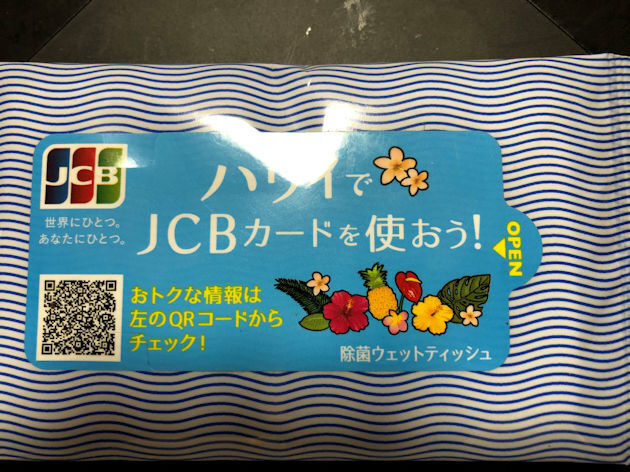 JCB
世界にひとつ。
あなたにひとつ。
ハワイで
JCBカードを使おう!
OPEN
おトクな情報は
左のQRコードから
チェック!
除菌ウェットティッシュ